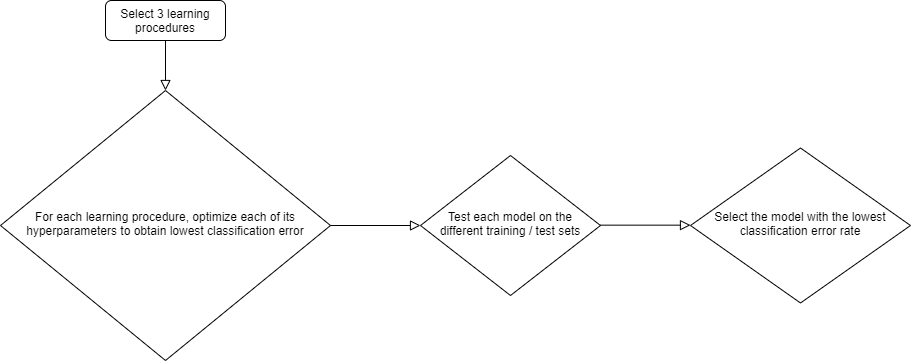 Select 3 learning
procedures
For each learning procedure, optimize each of its
hyperparameters to obtain lowest classification error
Test each model on the
different training / test sets
Select the model with the lowest
classification error rate